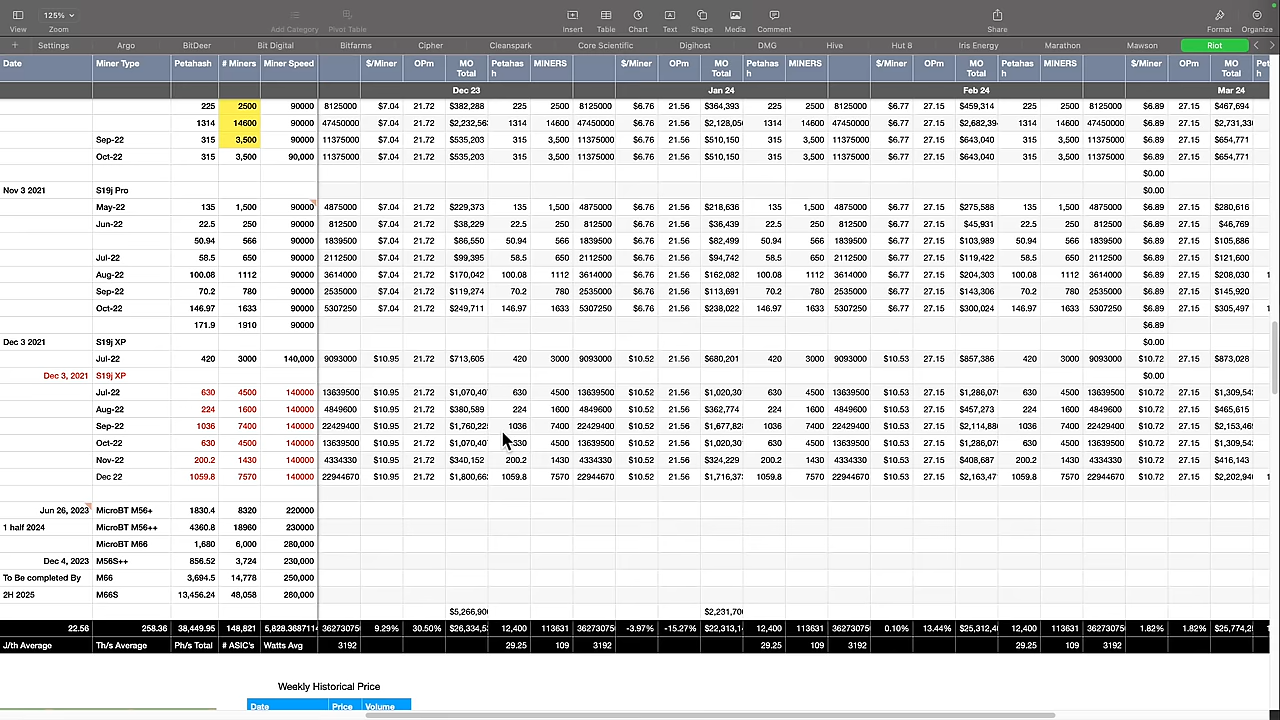 125%
View Zoom Add Category Pivot Table Insert Table Chart Text Shape Media Comment Share Format Organize
Settings Argo BitDeer Bit Digital Bitfarms Cipher Cleanspark Core Scientific Digihost DMG Hive Hut 8 Iris Energy Marathon Mawson Riot
Date Miner Type Petahash # Miners Miner Speed $/Miner OPm MO Total Petahash MINERS $/Miner OPm MO Total Petahash MINERS $/Miner OPm MO Total Petahash MINERS $/Miner OPm MO Total Pet
Dec 23 Jan 24 Feb 24 Mar 24
225 2500 90000 8125000 $7.04 21.72 $382,288 225 2500 8125000 $6.76 21.56 $364,393 225 2500 8125000 $6.77 27.15 $459,314 225 2500 8125000 $6.89 27.15 $467,694
1314 14600 90000 47450000 $7.04 21.72 $2,232,56 1314 14600 47450000 $6.76 21.56 $2,128,05 1314 14600 47450000 $6.77 27.15 $2,682,39 1314 14600 47450000 $6.89 27.15 $2,731,33
Sep-22 315 3,500 90000 11375000 $7.04 21.72 $535,203 315 3,500 11375000 $6.76 21.56 $510,150 315 3,500 11375000 $6.77 27.15 $643,040 315 3,500 11375000 $6.89 27.15 $654,771
Oct-22 315 3,500 90,000 11375000 $7.04 21.72 $535,203 315 3,500 11375000 $6.76 21.56 $510,150 315 3,500 11375000 $6.77 27.15 $643,040 315 3,500 11375000 $6.89 27.15 $654,771
$0.00
Nov 3 2021 S19j Pro $0.00
May-22 135 1,500 90000 4875000 $7.04 21.72 $229,373 135 1,500 4875000 $6.76 21.56 $218,636 135 1,500 4875000 $6.77 27.15 $275,588 135 1,500 4875000 $6.89 27.15 $280,616
Jun-22 22.5 250 90000 812500 $7.04 21.72 $38,229 22.5 250 812500 $6.76 21.56 $36,439 22.5 250 812500 $6.77 27.15 $45,931 22.5 250 812500 $6.89 27.15 $46,769
50.94 566 90000 1839500 $7.04 21.72 $86,550 50.94 566 1839500 $6.76 21.56 $82,499 50.94 566 1839500 $6.77 27.15 $103,989 50.94 566 1839500 $6.89 27.15 $105,886
Jul-22 58.5 650 90000 2112500 $7.04 21.72 $99,395 58.5 650 2112500 $6.76 21.56 $94,742 58.5 650 2112500 $6.77 27.15 $119,422 58.5 650 2112500 $6.89 27.15 $121,600
Aug-22 100.08 1112 90000 3614000 $7.04 21.72 $170,042 100.08 1112 3614000 $6.76 21.56 $162,082 100.08 1112 3614000 $6.77 27.15 $204,303 100.08 1112 3614000 $6.89 27.15 $208,030
Sep-22 70.2 780 90000 2535000 $7.04 21.72 $119,274 70.2 780 2535000 $6.76 21.56 $113,691 70.2 780 2535000 $6.77 27.15 $143,306 70.2 780 2535000 $6.89 27.15 $145,920
Oct-22 146.97 1633 90000 5307250 $7.04 21.72 $249,711 146.97 1633 5307250 $6.76 21.56 $238,022 146.97 1633 5307250 $6.77 27.15 $300,024 146.97 1633 5307250 $6.89 27.15 $305,497
171.9 1910 90000 $6.89
Dec 3 2021 S19j XP $0.00
Jul-22 420 3000 140,000 9093000 $10.95 21.72 $713,605 420 3000 9093000 $10.52 21.56 $680,201 420 3000 9093000 $10.53 27.15 $857,386 420 3000 9093000 $10.72 27.15 $873,028
Dec 3, 2021 S19j XP $0.00
Jul-22 630 4500 140000 13639500 $10.95 21.72 $1,070,40 630 4500 13639500 $10.52 21.56 $1,020,30 630 4500 13639500 $10.53 27.15 $1,286,07 630 4500 13639500 $10.72 27.15 $1,309,54
Aug-22 224 1600 140000 4849600 $10.95 21.72 $380,589 224 1600 4849600 $10.52 21.56 $362,774 224 1600 4849600 $10.53 27.15 $457,273 224 1600 4849600 $10.72 27.15 $465,615
Sep-22 1036 7400 140000 22429400 $10.95 21.72 $1,760,22 1036 7400 22429400 $10.52 21.56 $1,677,82 1036 7400 22429400 $10.53 27.15 $2,114,88 1036 7400 22429400 $10.72 27.15 $2,153,46
Oct-22 630 4500 140000 13639500 $10.95 21.72 $1,070,40 630 4500 13639500 $10.52 21.56 $1,020,30 630 4500 13639500 $10.53 27.15 $1,286,07 630 4500 13639500 $10.72 27.15 $1,309,54
Nov-22 200.2 1430 140000 4334330 $10.95 21.72 $340,152 200.2 1430 4334330 $10.52 21.56 $324,229 200.2 1430 4334330 $10.53 27.15 $408,687 200.2 1430 4334330 $10.72 27.15 $416,143
Dec 22 1059.8 7570 140000 22944670 $10.95 21.72 $1,800,66 1059.8 7570 22944670 $10.52 21.56 $1,716,37 1059.8 7570 22944670 $10.53 27.15 $2,163,47 1059.8 7570 22944670 $10.72 27.15 $2,202,94
Jun 26, 2023 MicroBT M56+ 1830.4 8320 220000
1 half 2024 MicroBT M56++ 4360.8 18960 230000
MicroBT M66 1,680 6,000 280,000
Dec 4, 2023 M56S++ 856.52 3,724 230,000
To Be completed By M66 3,694.5 14,778 250,000
2H 2025 M66S 13,456.24 48,058 280,000
$5,266,90 $2,231,70
22.56 258.36 38,449.95 148,821 5,828.3687114 36273075 9.29% 30.50% $26,334,5 12,400 113631 36273075 -3.97% -15.27% $22,313,1 12,400 113631 36273075 0.10% 13.44% $25,312,4 12,400 113631 36273075 1.82% 1.82% $25,774,2
J/th Average Th/s Average Ph/s Total # ASIC's Watts Avg 3192 29.25 109 3192 29.25 109 3192 29.25 109 3192
Weekly Historical Price
Date Price Volume